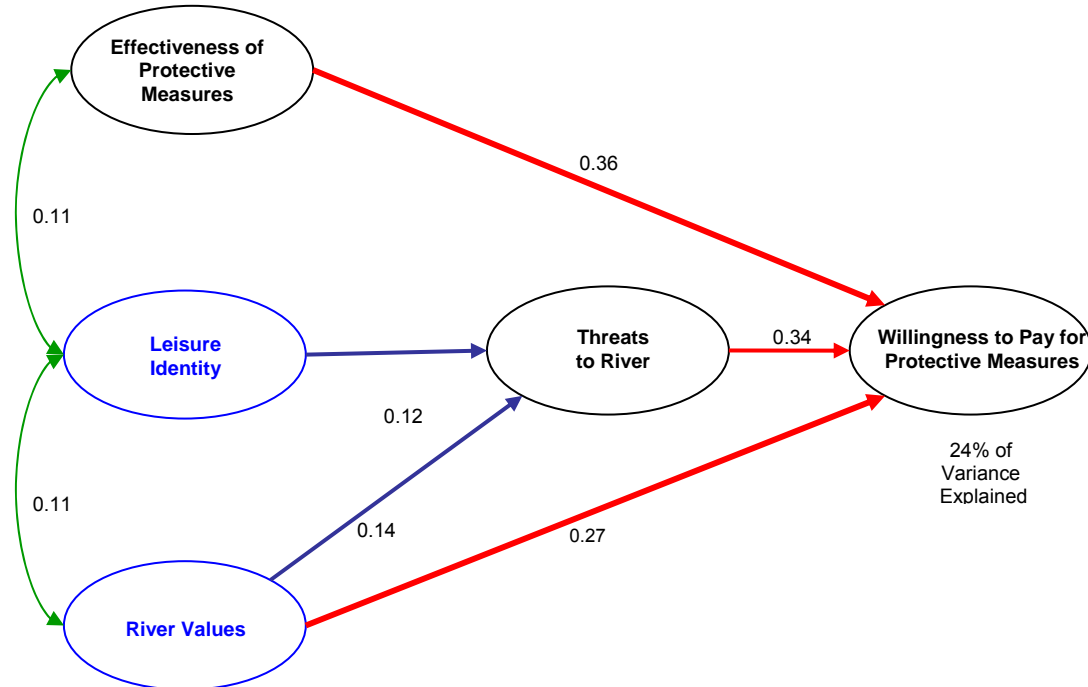 Effectiveness of
Protective
Measures
0.36
0.11
Leisure
Identity
Threats
to River
0.34
Willingness to Pay for
Protective Measures
0.12
24% of
Variance
Explained
0.11
0.14
0.27
River Values